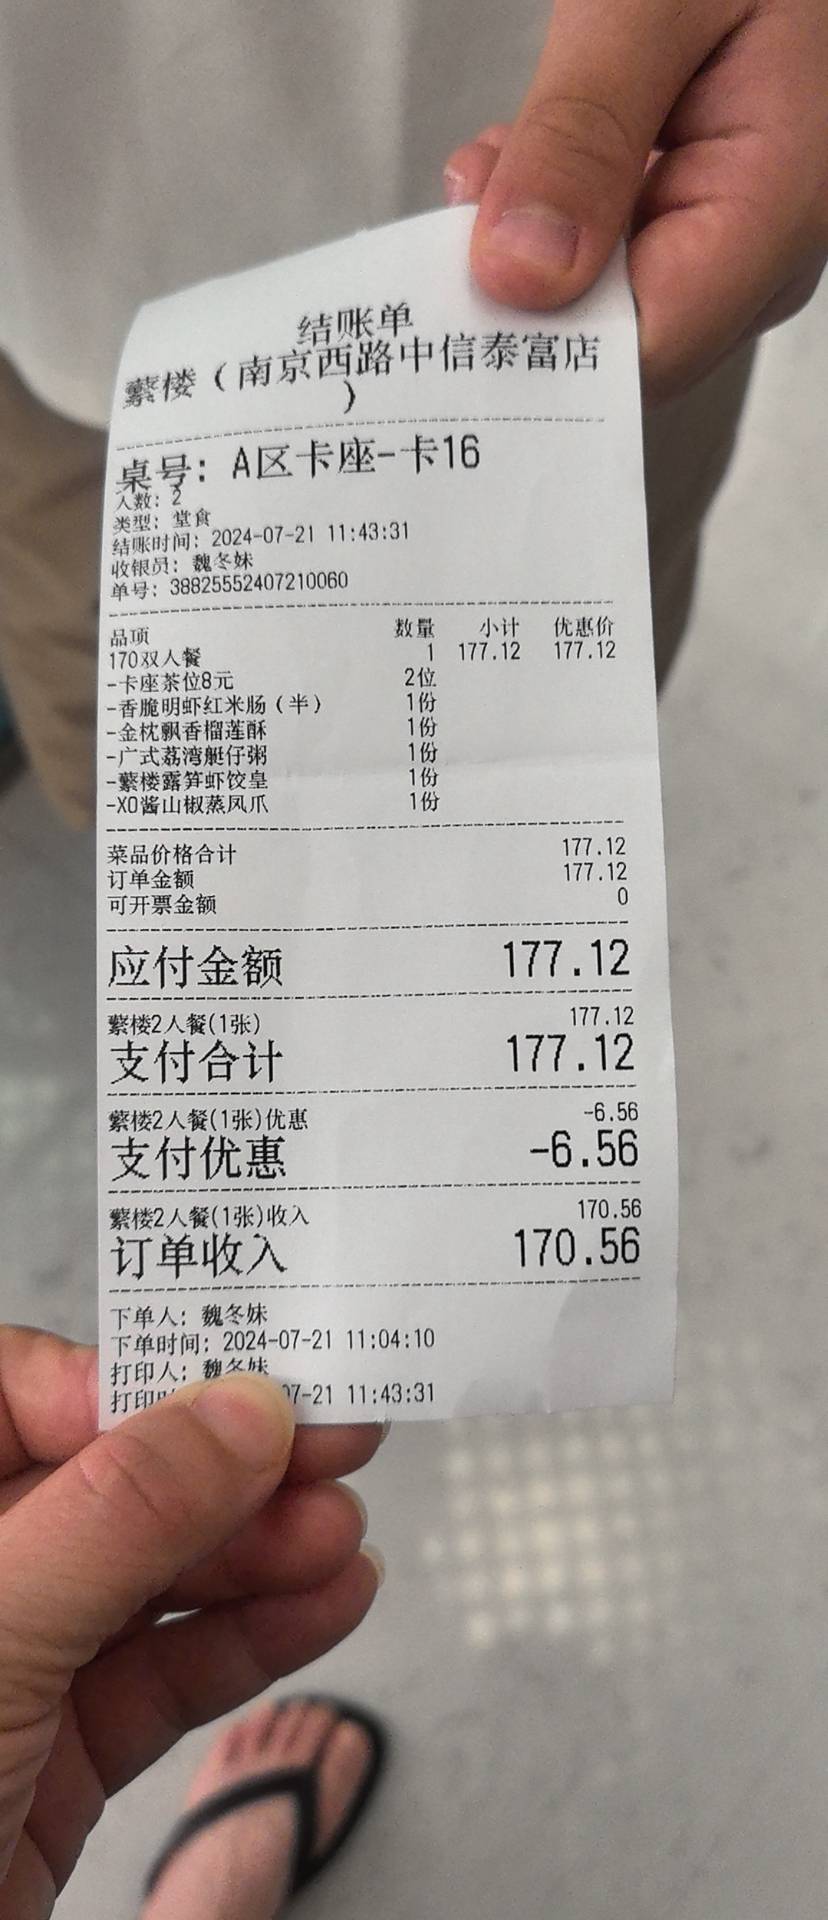 结账单
蘩楼（南京西路中信泰富店
）
桌号：A区卡座-卡16
人数：2
类型：堂食
结账时间：2024-07-21 11:43:31
收银员：魏冬妹
单号：38825552407210060
品项 数量 小计 优惠价
170双人餐 1 177.12 177.12
-卡座茶位8元 2位
-香脆明虾红米肠（半） 1份
-金枕飘香榴莲酥 1份
-广式荔湾艇仔粥 1份
-蘩楼露笋虾饺皇 1份
-XO酱山椒蒸凤爪 1份
菜品价格合计 177.12
订单金额 177.12
可开票金额 0
应付金额 177.12
蘩楼2人餐(1张) 177.12
支付合计 177.12
蘩楼2人餐(1张)优惠 -6.56
支付优惠 -6.56
蘩楼2人餐(1张)收入 170.56
订单收入 170.56
下单人：魏冬妹
下单时间：2024-07-21 11:04:10
打印人：魏冬妹
打印 07-21 11:43:31